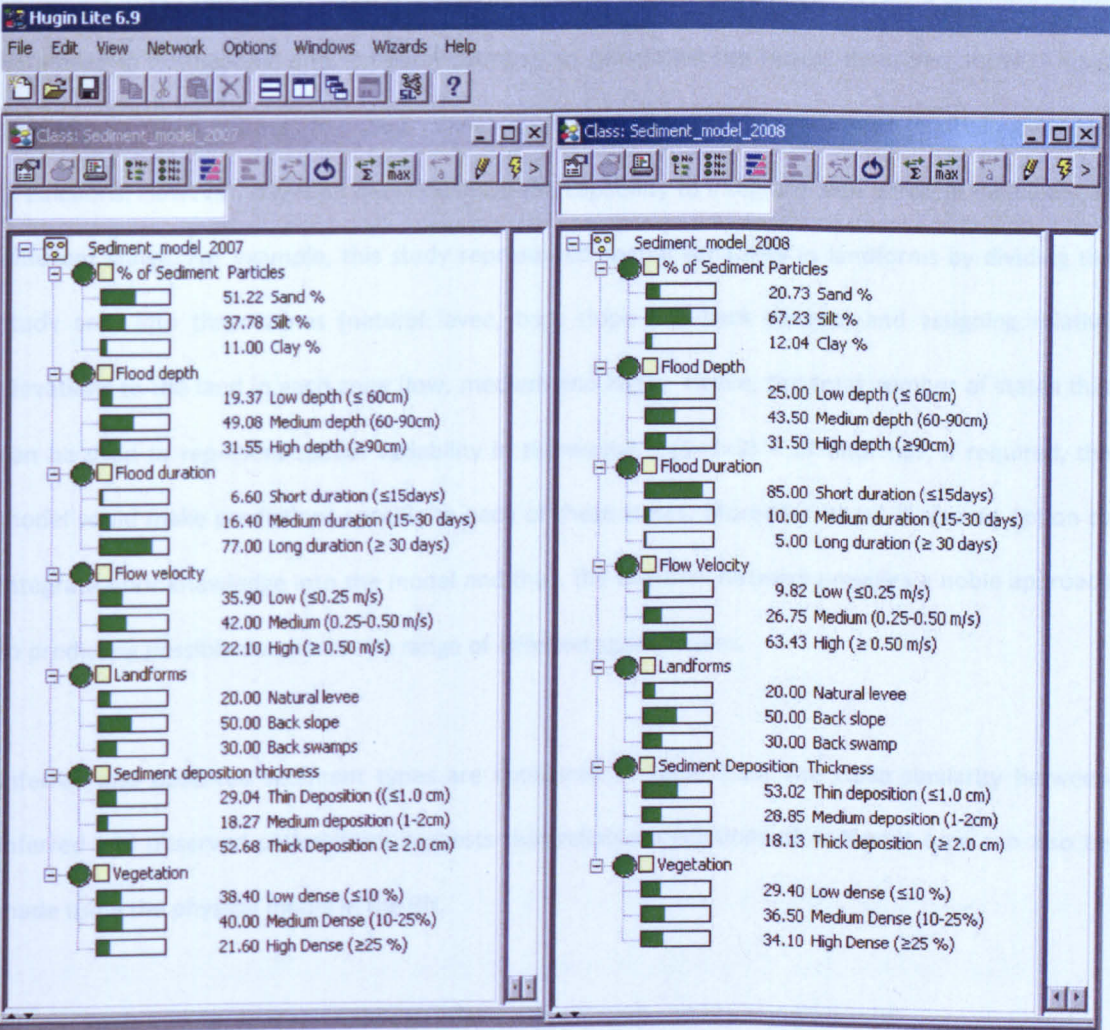 Hugin Lite 6.9
File Edit View Network Options Windows Wizards Help
Class: Sediment_model_2007
Sediment_model_2007
% of Sediment Particles
51.22 Sand %
37.78 Silt %
11.00 Clay %
Flood depth
19.37 Low depth (≤ 60cm)
49.08 Medium depth (60-90cm)
31.55 High depth (≥90cm)
Flood duration
6.60 Short duration (≤15days)
16.40 Medium duration (15-30 days)
77.00 Long duration (≥ 30 days)
Flow velocity
35.90 Low (≤0.25 m/s)
42.00 Medium (0.25-0.50 m/s)
22.10 High (≥ 0.50 m/s)
Landforms
20.00 Natural levee
50.00 Back slope
30.00 Back swamps
Sediment deposition thickness
29.04 Thin Deposition ((≤1.0 cm)
18.27 Medium deposition (1-2cm)
52.68 Thick Deposition (≥ 2.0 cm)
Vegetation
38.40 Low dense (≤10 %)
40.00 Medium Dense (10-25%)
21.60 High Dense (≥25 %)
Class: Sediment_model_2008
Sediment_model_2008
% of Sediment Particles
20.73 Sand %
67.23 Silt %
12.04 Clay %
Flood Depth
25.00 Low depth (≤ 60cm)
43.50 Medium depth (60-90cm)
31.50 High depth (≥90cm)
Flood Duration
85.00 Short duration (≤15days)
10.00 Medium duration (15-30 days)
5.00 Long duration (≥ 30 days)
Flow Velocity
9.82 Low (≤0.25 m/s)
26.75 Medium (0.25-0.50 m/s)
63.43 High (≥ 0.50 m/s)
Landforms
20.00 Natural levee
50.00 Back slope
30.00 Back swamp
Sediment Deposition Thickness
53.02 Thin deposition (≤1.0 cm)
28.85 Medium deposition (1-2cm)
18.13 Thick deposition (≥ 2.0 cm)
Vegetation
29.40 Low dense (≤10 %)
36.50 Medium Dense (10-25%)
34.10 High Dense (≥25 %)